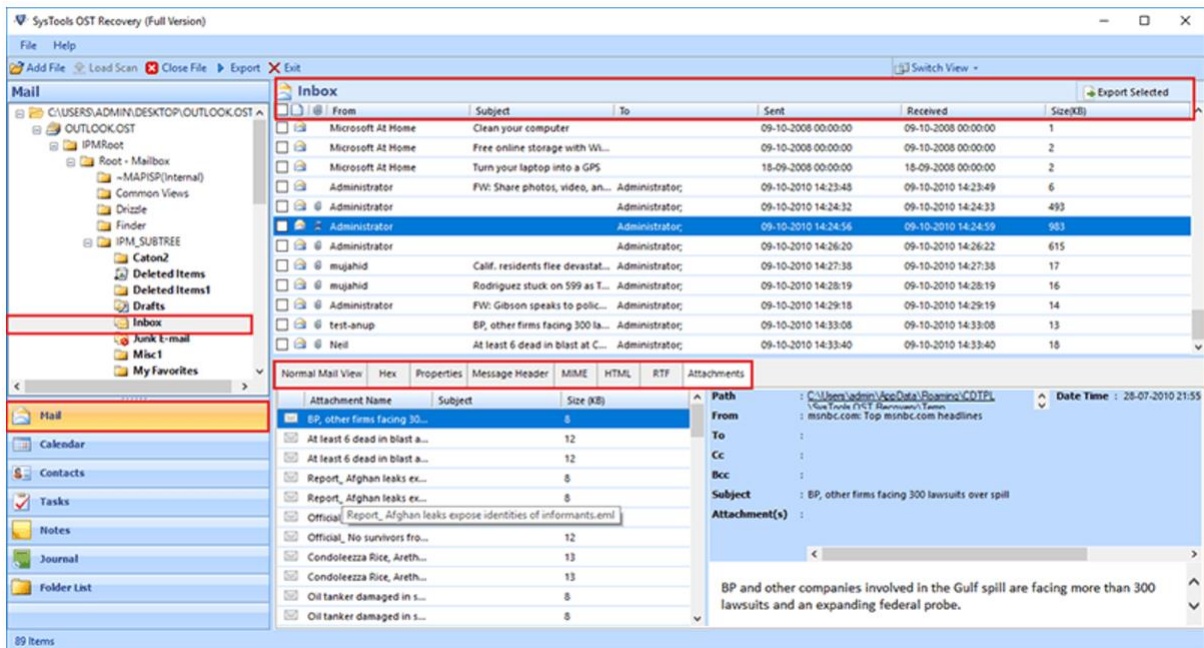 SysTools OST Recovery (Full Version)
File Help
Add File Load Scan Close File Export Exit Switch View
Mail
C:\USERS\ADMIN\DESKTOP\OUTLOOK.OST
OUTLOOK.OST
IPMRoot
Root - Mailbox
~MAPISP(Internal)
Common Views
Drizzle
Finder
IPM_SUBTREE
Caton2
Deleted Items
Deleted Items1
Drafts
Inbox
Junk E-mail
Misc1
My Favorites
Mail
Calendar
Contacts
Tasks
Notes
Journal
Folder List
89 Items
Inbox Export Selected
From Subject To Sent Received Size(KB)
Microsoft At Home Clean your computer 09-10-2008 00:00:00 09-10-2008 00:00:00 1
Microsoft At Home Free online storage with Wi... 09-10-2008 00:00:00 09-10-2008 00:00:00 2
Microsoft At Home Turn your laptop into a GPS 18-09-2008 00:00:00 18-09-2008 00:00:00 2
Administrator FW: Share photos, video, an... Administrator; 09-10-2010 14:23:48 09-10-2010 14:23:49 6
Administrator Administrator; 09-10-2010 14:24:32 09-10-2010 14:24:33 493
Administrator Administrator; 09-10-2010 14:24:56 09-10-2010 14:24:59 983
Administrator Administrator; 09-10-2010 14:26:20 09-10-2010 14:26:22 615
mujahid Calif. residents flee devastat... Administrator; 09-10-2010 14:27:38 09-10-2010 14:27:38 17
mujahid Rodriguez stuck on 599 as T... Administrator; 09-10-2010 14:28:19 09-10-2010 14:28:19 16
Administrator FW: Gibson speaks to polic... Administrator; 09-10-2010 14:29:18 09-10-2010 14:29:19 14
test-anup BP, other firms facing 300 la... Administrator; 09-10-2010 14:33:08 09-10-2010 14:33:08 13
Neil At least 6 dead in blast at C... Administrator; 09-10-2010 14:33:40 09-10-2010 14:33:40 18
Normal Mail View Hex Properties Message Header MIME HTML RTF Attachments
Attachment Name Subject Size (KB)
BP, other firms facing 30... 8
At least 6 dead in blast a... 12
At least 6 dead in blast a... 12
Report_ Afghan leaks ex... 8
Report_ Afghan leaks ex... 8
Official
Report_ Afghan leaks expose identities of informants.eml
Official_ No survivors fro... 12
Condoleezza Rice, Areth... 13
Condoleezza Rice, Areth... 13
Oil tanker damaged in s... 8
Oil tanker damaged in s... 8
Path : C:\Users\admin\AppData\Roaming\CDTPL Date Time : 28-07-2010 21:55
\SysTools OST Recovery\Temp
From : msnbc.com: Top msnbc.com headlines
To :
Cc :
Bcc :
Subject : BP, other firms facing 300 lawsuits over spill
Attachment(s) :
BP and other companies involved in the Gulf spill are facing more than 300
lawsuits and an expanding federal probe.